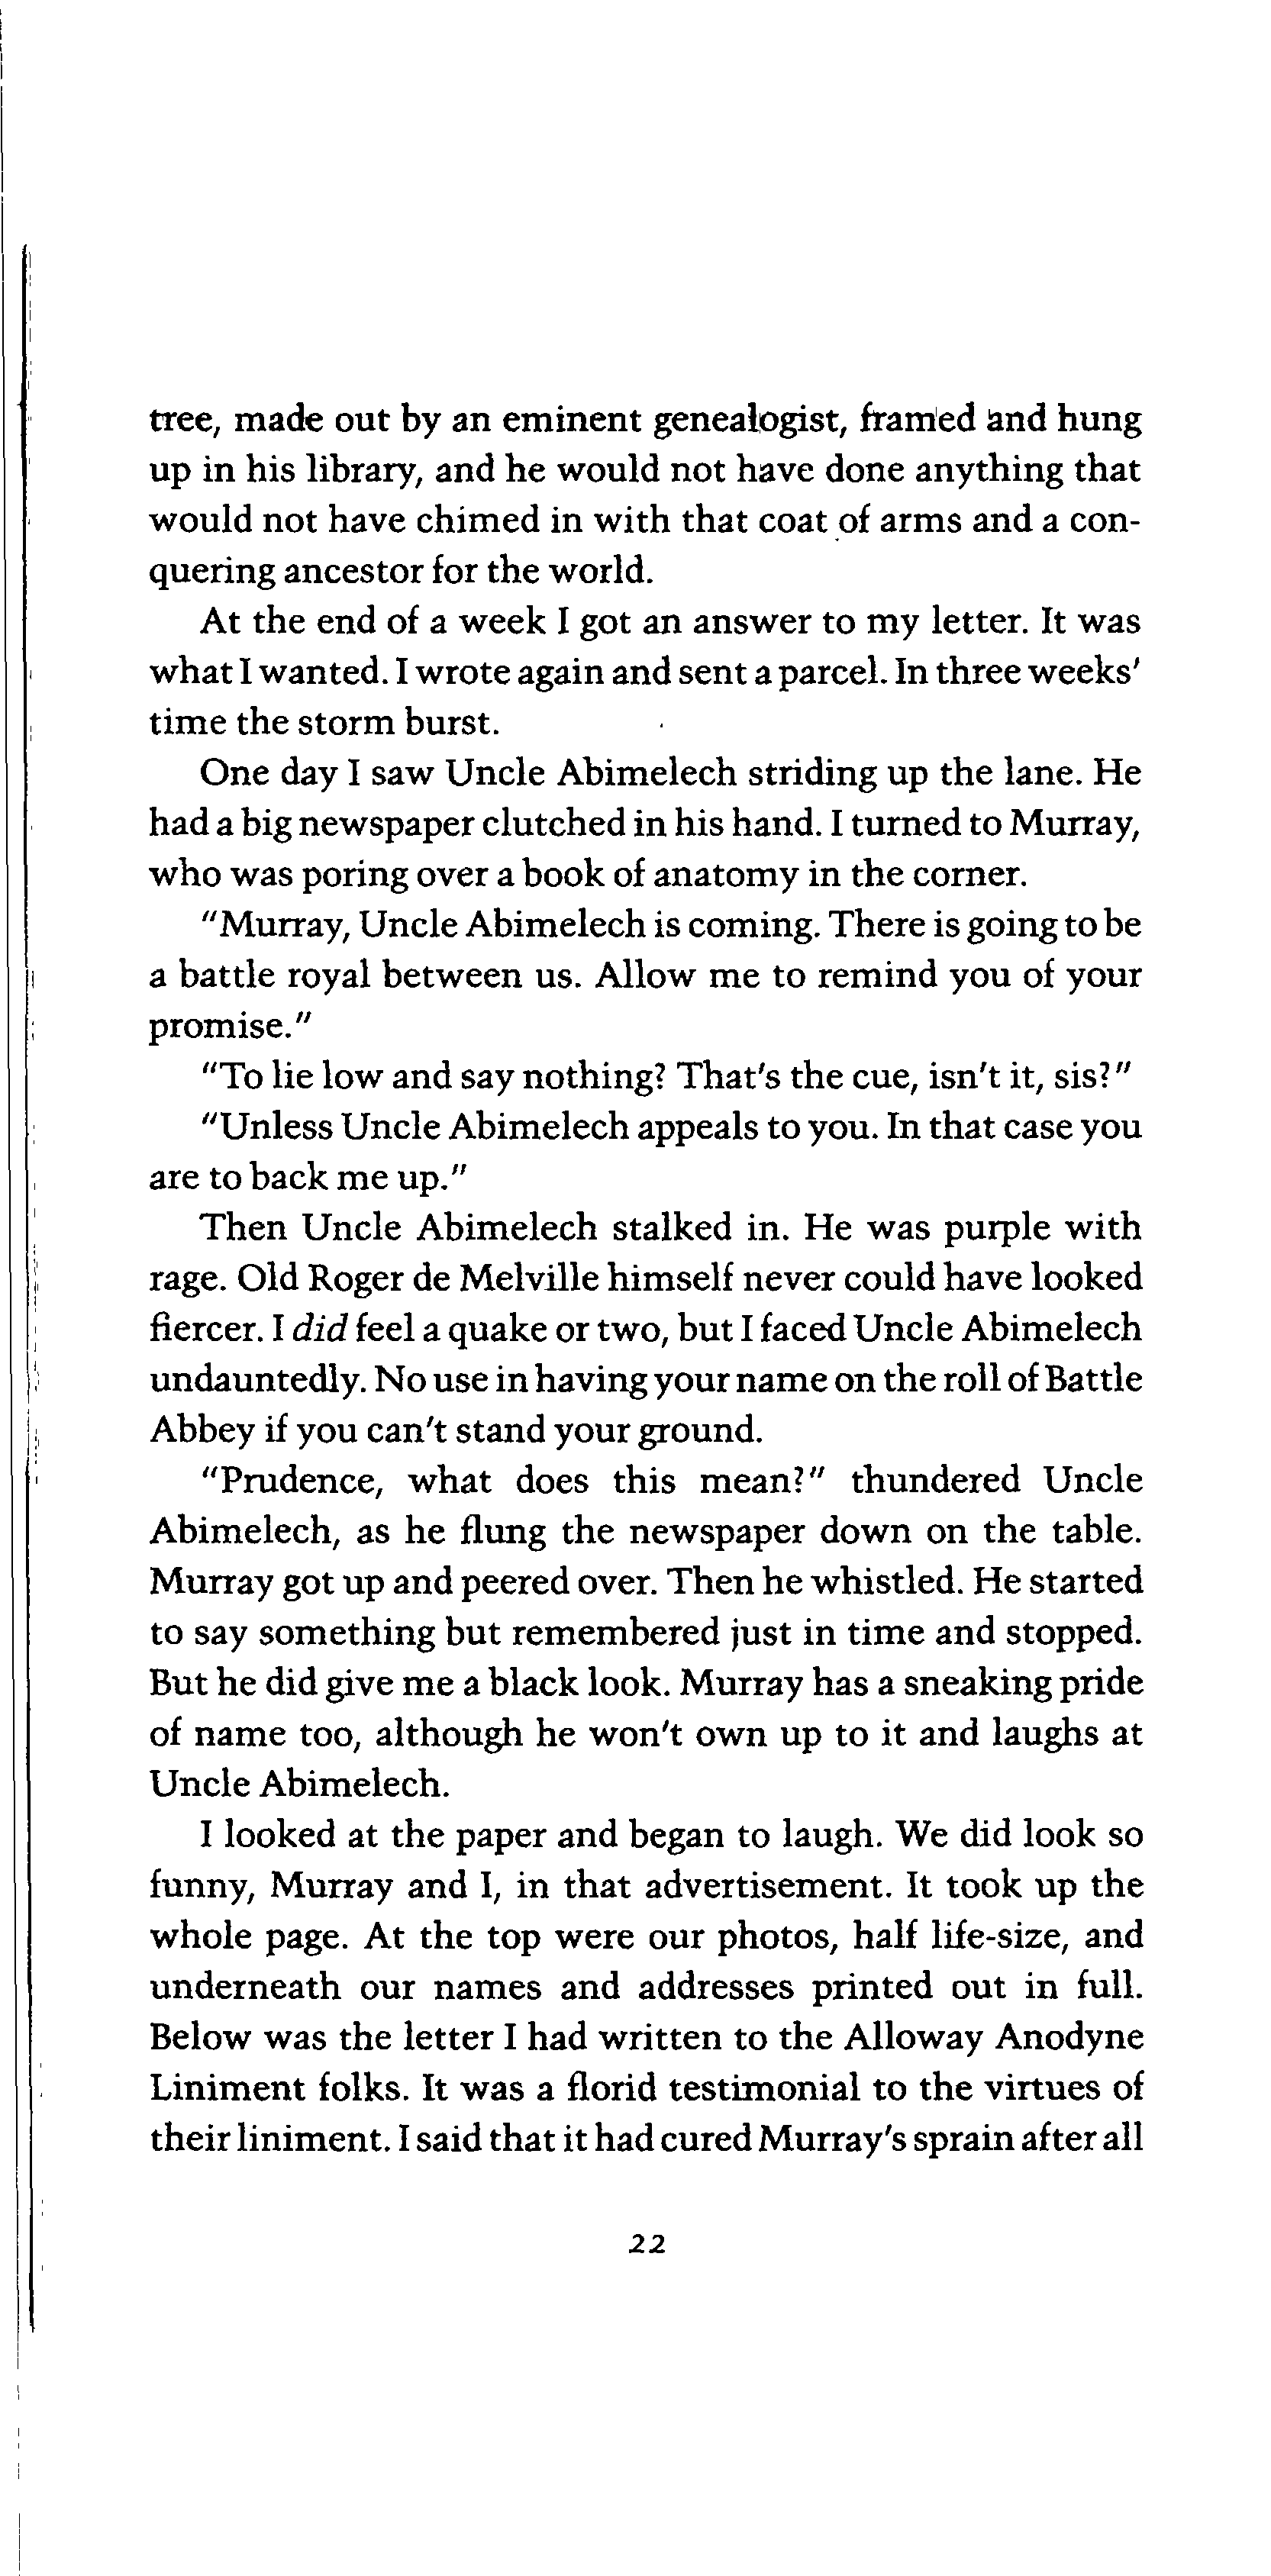 tree, made out by an eminent genealogist, framed and hung
up in his library, and he would not have done anything that
would not have chimed in with that coat of arms and a con-
quering ancestor for the world.
At the end of a week I got an answer to my letter. It was
what I wanted. I wrote again and sent a parcel. In three weeks'
time the storm burst.
One day I saw Uncle Abimelech striding up the lane. He
had a big newspaper clutched in his hand. I turned to Murray,
who was poring over a book of anatomy in the corner.
"Murray, Uncle Abimelech is coming. There is going to be
a battle royal between us. Allow me to remind you of your
promise."
"To lie low and say nothing? That's the cue, isn't it, sis?"
"Unless Uncle Abimelech appeals to you. In that case you
are to back me up."
Then Uncle Abimelech stalked in. He was purple with
rage. Old Roger de Melville himself never could have looked
fiercer. I did feel a quake or two, but I faced Uncle Abimelech
undauntedly. No use in having your name on the roll of Battle
Abbey if you can't stand your ground.
"Prudence, what does this mean?" thundered Uncle
Abimelech, as he flung the newspaper down on the table.
Murray got up and peered over. Then he whistled. He started
to say something but remembered just in time and stopped.
But he did give me a black look. Murray has a sneaking pride
of name too, although he won't own up to it and laughs at
Uncle Abimelech.
I looked at the paper and began to laugh. We did look so
funny, Murray and I, in that advertisement. It took up the
whole page. At the top were our photos, half life-size, and
underneath our names and addresses printed out in full.
Below was the letter I had written to the Alloway Anodyne
Liniment folks. It was a florid testimonial to the virtues of
their liniment. I said that it had cured Murray's sprain after all
22